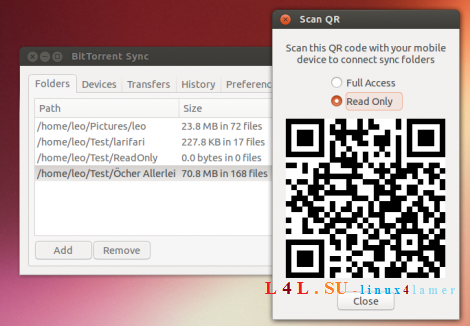 Scan QR
Scan this QR code with your mobile
device to connect sync folders
Full Access
Read Only
L4L.SU-linux4lamer
Close
BitTorrent Sync
Folders Devices Transfers History Preferenc
Path Size
/home/leo/Pictures/leo 23.8 MB in 72 files
/home/leo/Test/larifari 227.8 KB in 17 files
/home/leo/Test/ReadOnly 0.0 bytes in 0 files
/home/leo/Test/Öcher Allerlei 70.8 MB in 168 files
Add Remove